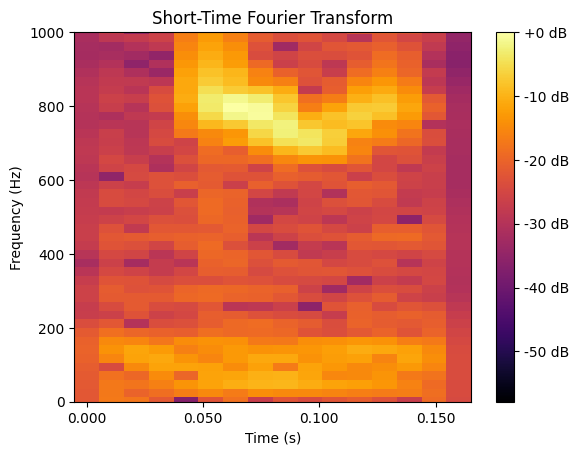 Short-Time Fourier Transform
1000
800
600
400
200
0
Frequency (Hz)
0.000
0.050
0.100
0.150
Time (s)
+0 dB
-10 dB
-20 dB
-30 dB
-40 dB
-50 dB